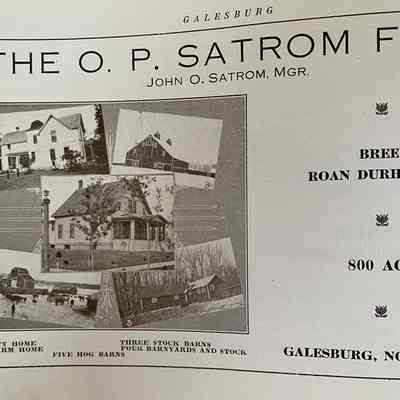 GALESBURG
THE O. P. SATROM F
JOHN O. SATROM, MGR.
BREE
ROAN DURH
800 AC
GALESBURG, NO
Y HOME
RM HOME
FIVE HOG BARNS
THREE STOCK BARNS
FOUR BARNYARDS AND STOCK